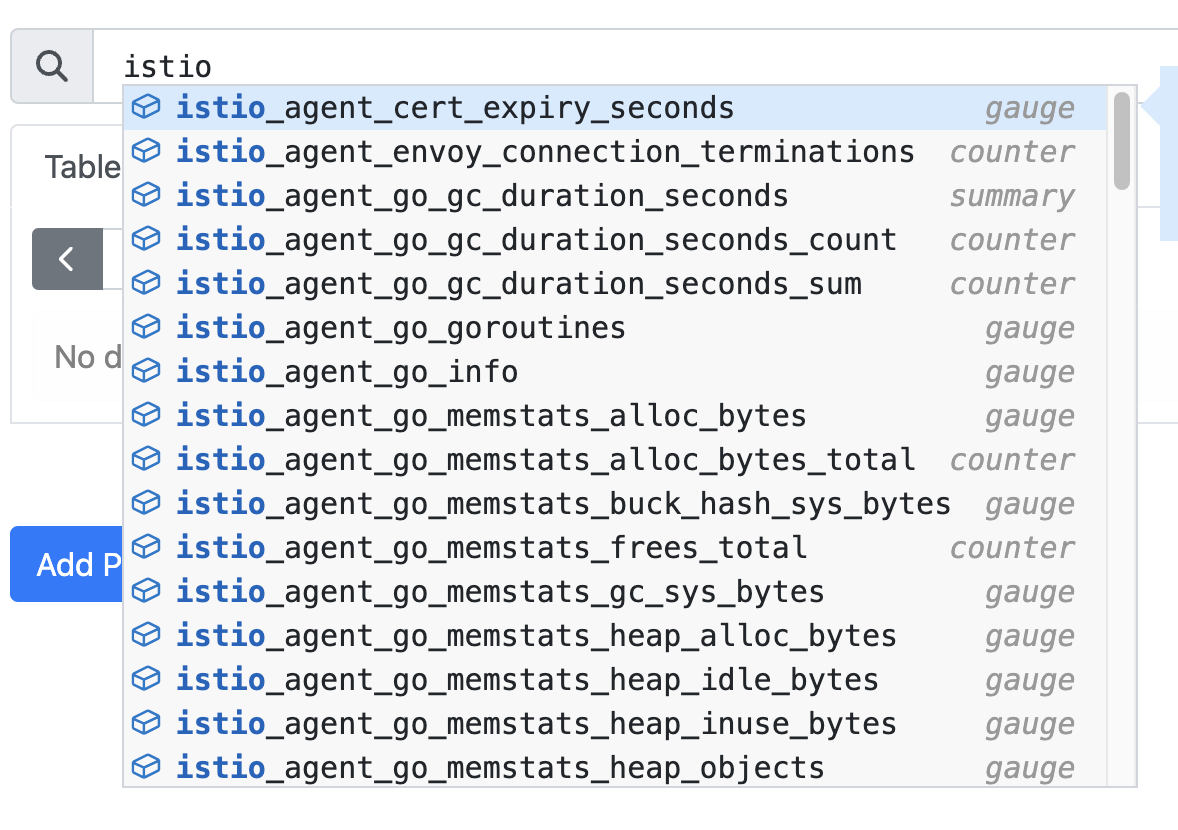 istio
istio_agent_cert_expiry_seconds gauge
istio_agent_envoy_connection_terminations counter
Table
istio_agent_go_gc_duration_seconds summary
istio_agent_go_gc_duration_seconds_count counter
istio_agent_go_gc_duration_seconds_sum counter
istio_agent_go_goroutines gauge
No d
istio_agent_go_info gauge
istio_agent_go_memstats_alloc_bytes gauge
istio_agent_go_memstats_alloc_bytes_total counter
istio_agent_go_memstats_buck_hash_sys_bytes gauge
istio_agent_go_memstats_frees_total counter
Add P
istio_agent_go_memstats_gc_sys_bytes gauge
istio_agent_go_memstats_heap_alloc_bytes gauge
istio_agent_go_memstats_heap_idle_bytes gauge
istio_agent_go_memstats_heap_inuse_bytes gauge
istio_agent_go_memstats_heap_objects gauge